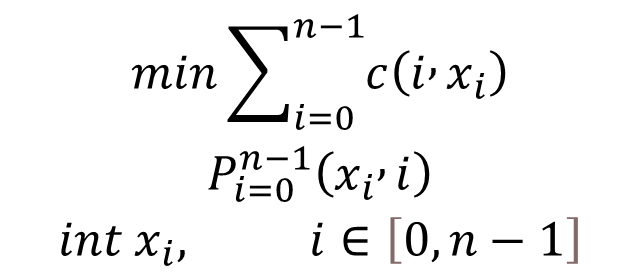 min ∑_{i=0}^{n−1} c(i, x_i)
P_{i=0}^{n−1}(x_i, i)
int x_i, i ∈ [0, n − 1]